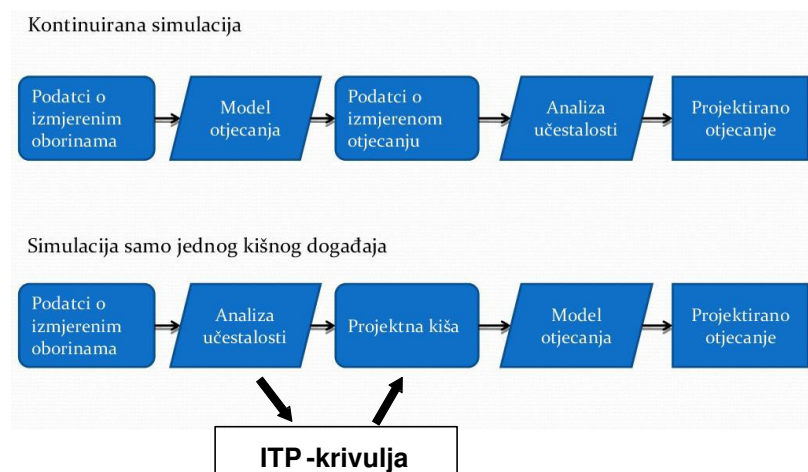 Kontinuirana simulacija
Podatci o
izmjerenim
oborinama
Model
otjecanja
Podatci o
izmjerenom
otjecanju
Analiza
učestalosti
Projektirano
otjecanje
Simulacija samo jednog kišnog događaja
Podatci o
izmjerenim
oborinama
Analiza
učestalosti
Projektna kiša
Model
otjecanja
Projektirano
otjecanje
ITP-krivulja